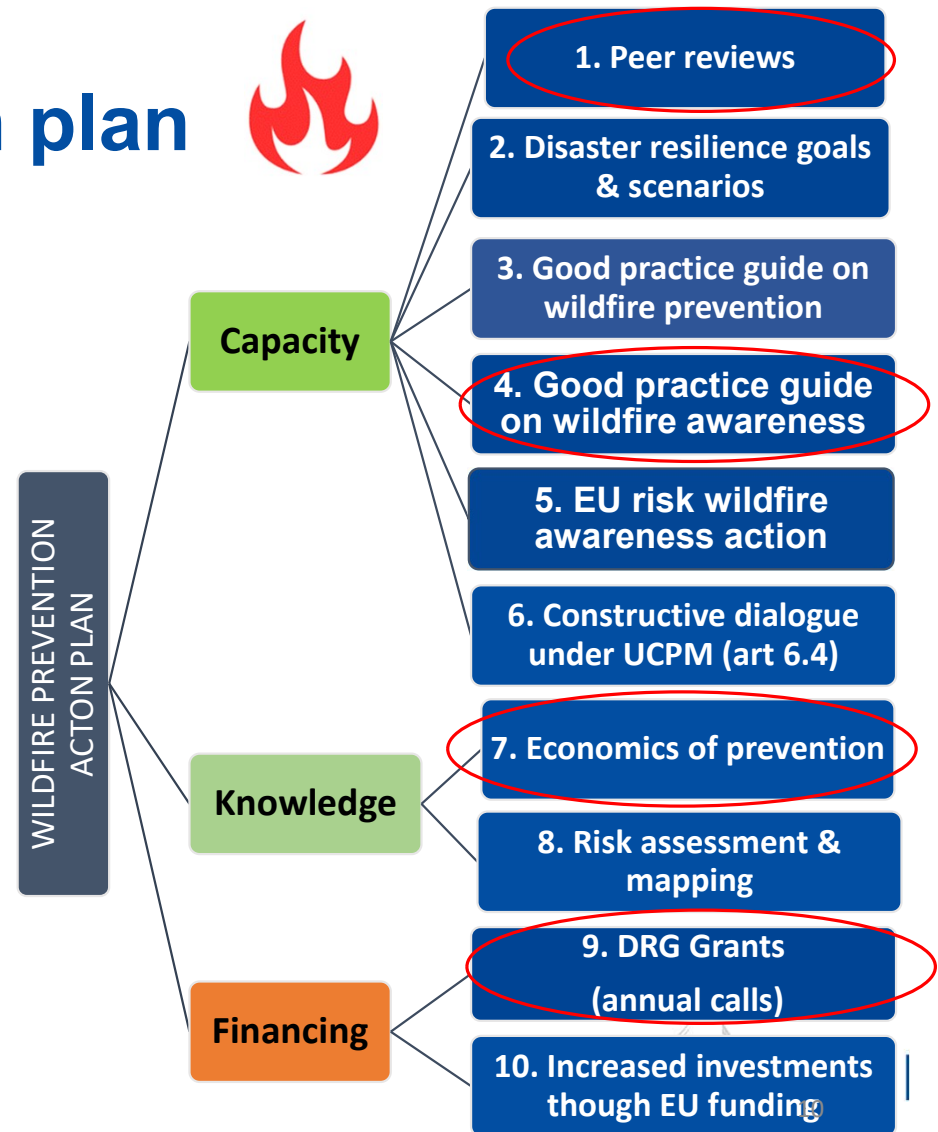 n plan
1. Peer reviews
2. Disaster resilience goals
& scenarios
3. Good practice guide on
wildfire prevention
Capacity
4. Good practice guide
on wildfire awareness
5. EU risk wildfire
awareness action
6. Constructive dialogue
under UCPM (art 6.4)
WILDFIRE PREVENTION
ACTON PLAN
7. Economics of prevention
Knowledge
8. Risk assessment &
mapping
9. DRG Grants
(annual calls)
Financing
10. Increased investments
though EU funding
10